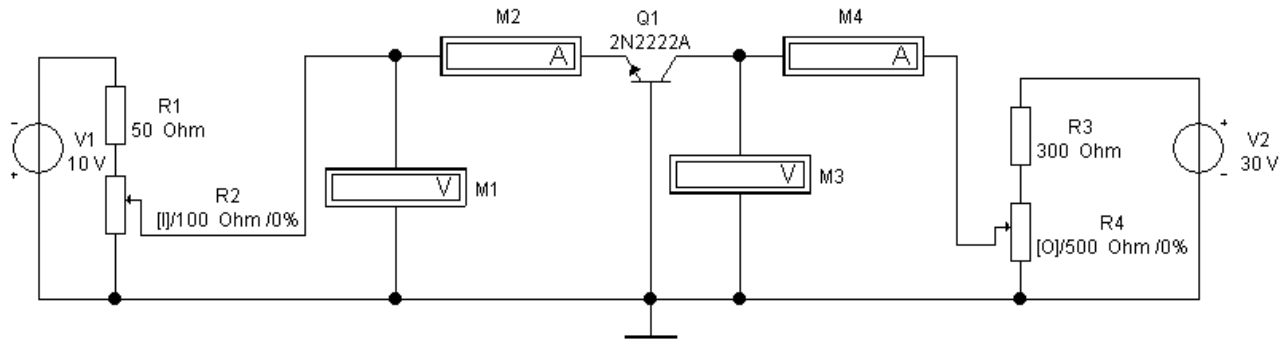 M2
Q1
2N2222A
M4
A
A
R1
50 Ohm
V1
10 V
-
+
R2
[I]/100 Ohm /0%
V
M1
V
M3
R3
300 Ohm
R4
[O]/500 Ohm /0%
+
-
V2
30 V